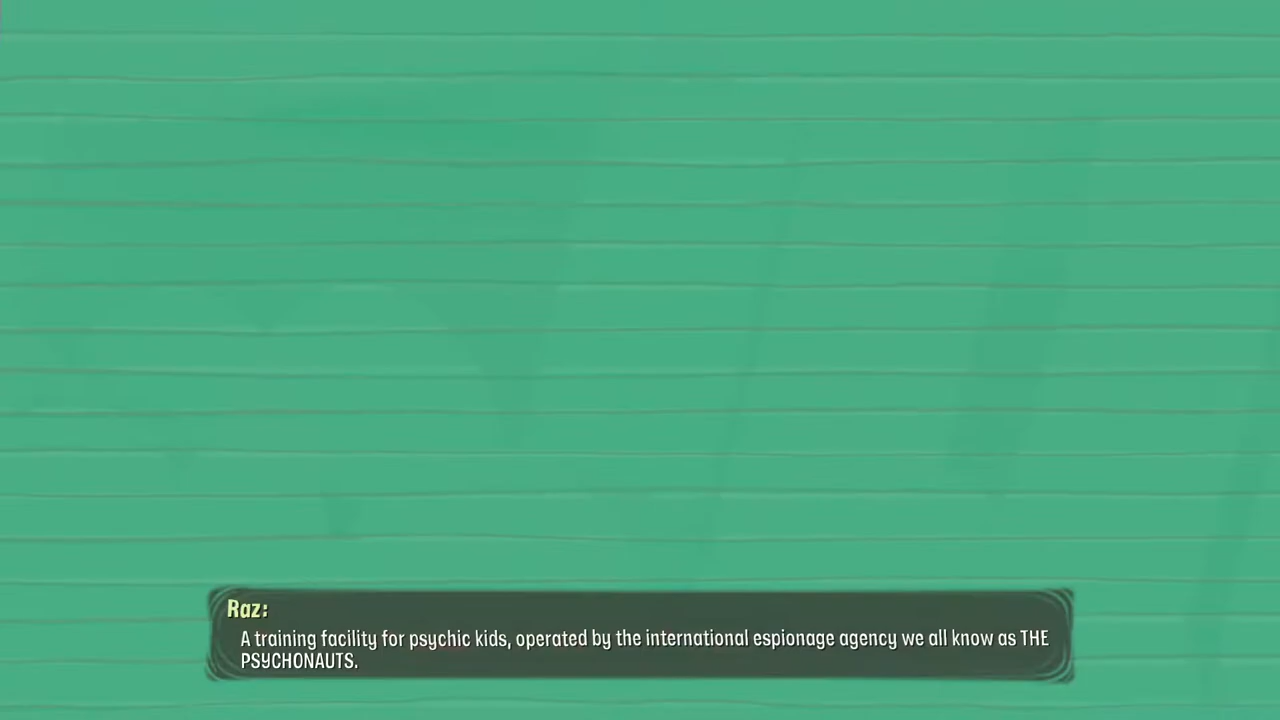 Raz:
A training facility for psychic kids, operated by the international espionage agency we all know as THE
PSYCHONAUTS.